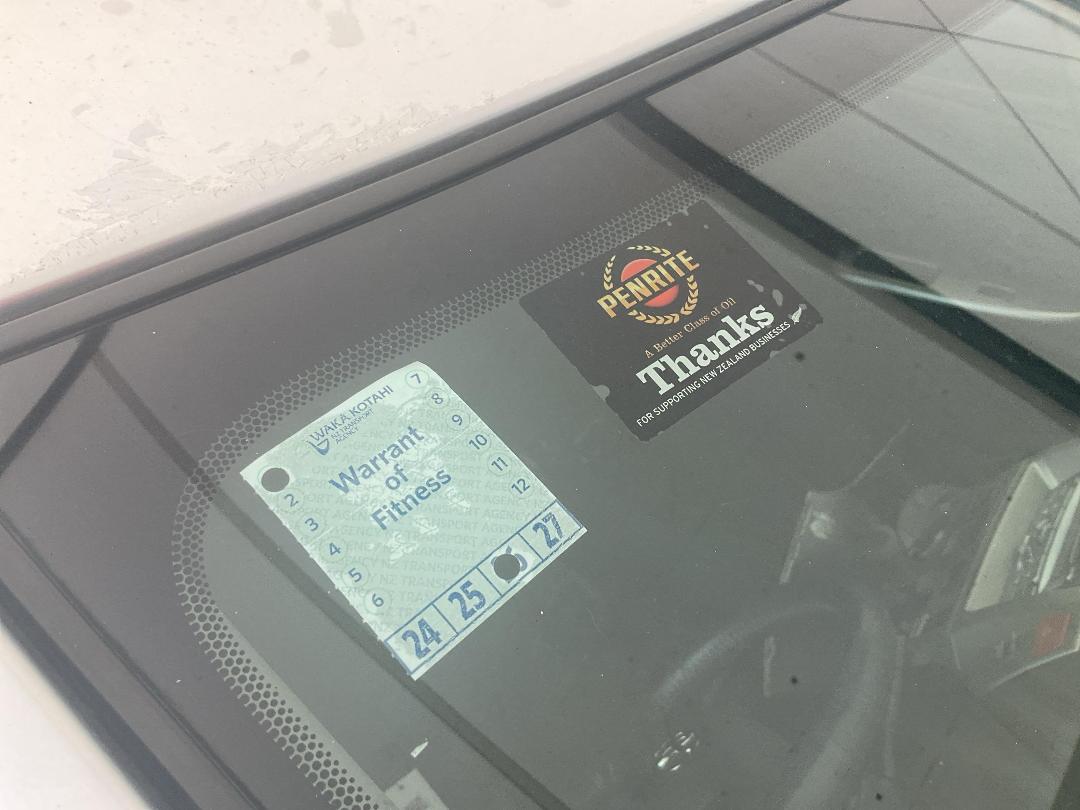 WAKA KOTAHI
NZ TRANSPORT
AGENCY
Warrant
of
Fitness
2
3
4
5
6
7
8
9
10
11
12
24 25 27
PENRITE
A Better Class of Oil
Thanks
FOR SUPPORTING NEW ZEALAND BUSINESSES